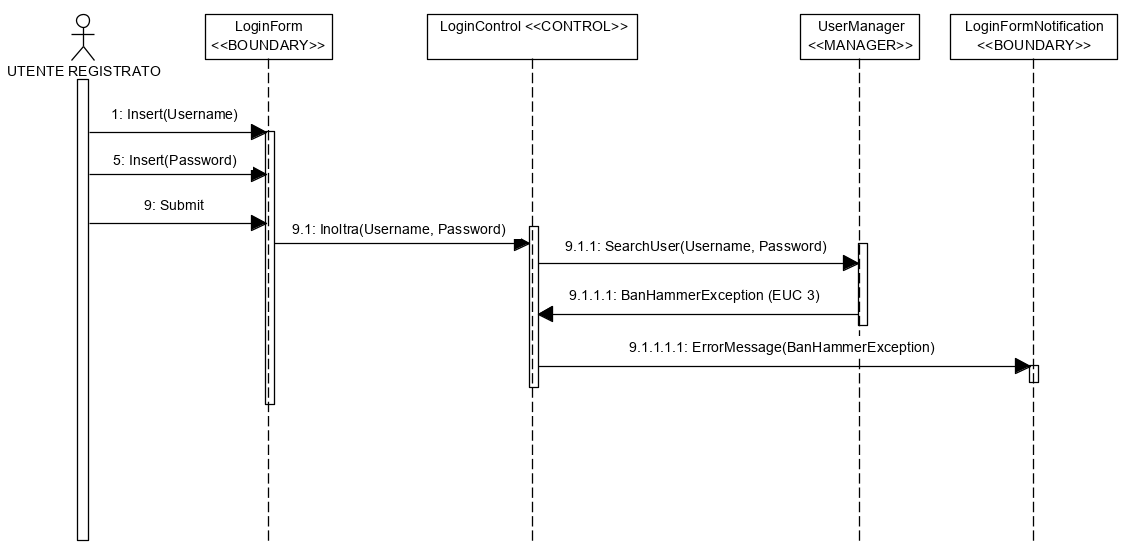 LoginForm
<<BOUNDARY>>
LoginControl <<CONTROL>>
UserManager
<<MANAGER>>
LoginFormNotification
<<BOUNDARY>>
UTENTE REGISTRATO
1: Insert(Username)
5: Insert(Password)
9: Submit
9.1: Inoltra(Username, Password)
9.1.1: SearchUser(Username, Password)
9.1.1.1: BanHammerException (EUC 3)
9.1.1.1.1: ErrorMessage(BanHammerException)